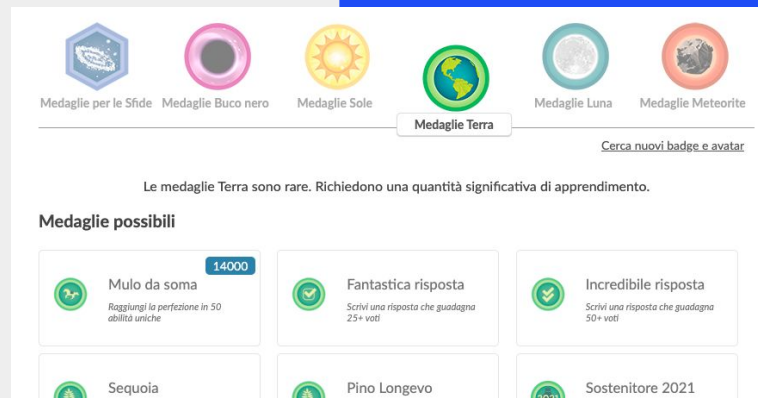 Medaglie per le Sfide
Medaglie Buco nero
Medaglie Sole
Medaglie Terra
Medaglie Luna
Medaglie Meteorite
Cerca nuovi badge e avatar
Le medaglie Terra sono rare. Richiedono una quantità significativa di apprendimento.
Medaglie possibili
14000
Mulo da soma
Raggiungi la perfezione in 50
abilità uniche
Fantastica risposta
Scrivi una risposta che guadagna
25+ voti
Incredibile risposta
Scrivi una risposta che guadagna
50+ voti
Sequoia
Pino Longevo
2021
Sostenitore 2021